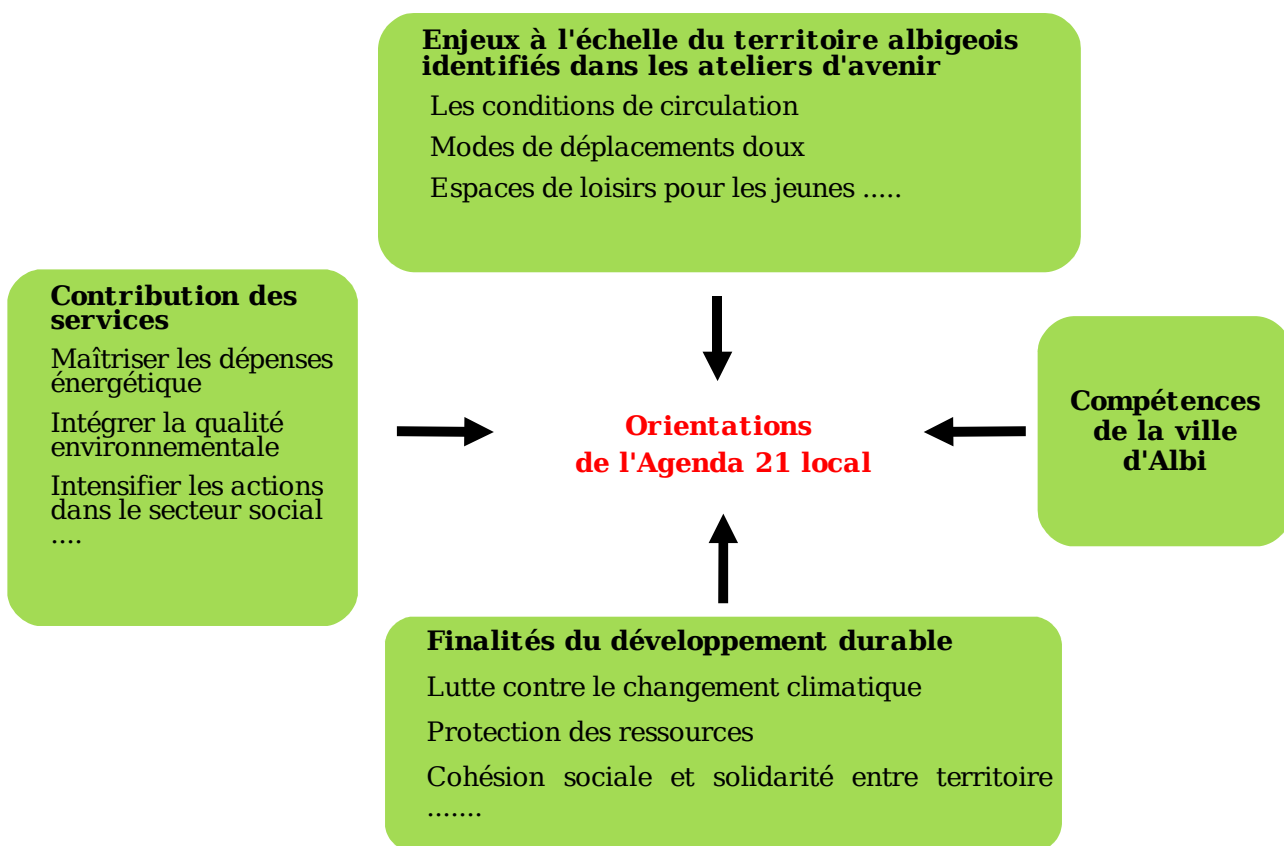 Enjeux à l'échelle du territoire albigeois
identifiés dans les ateliers d'avenir
Les conditions de circulation
Modes de déplacements doux
Espaces de loisirs pour les jeunes .....
Contribution des
services
Maîtriser les dépenses
énergétique
Intégrer la qualité
environnementale
Intensifier les actions
dans le secteur social
....
Orientations
de l'Agenda 21 local
Compétences
de la ville
d'Albi
Finalités du développement durable
Lutte contre le changement climatique
Protection des ressources
Cohésion sociale et solidarité entre territoire
.......